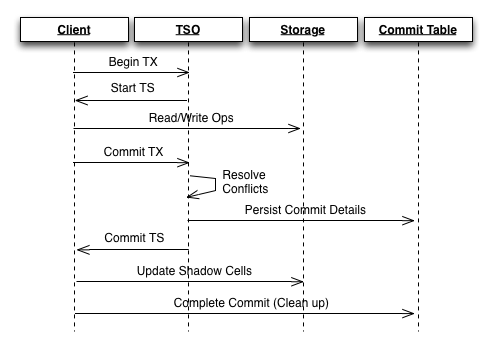 Client
TSO
Storage
Commit Table
Begin TX
Start TS
Read/Write Ops
Commit TX
Resolve
Conflicts
Persist Commit Details
Commit TS
Update Shadow Cells
Complete Commit (Clean up)